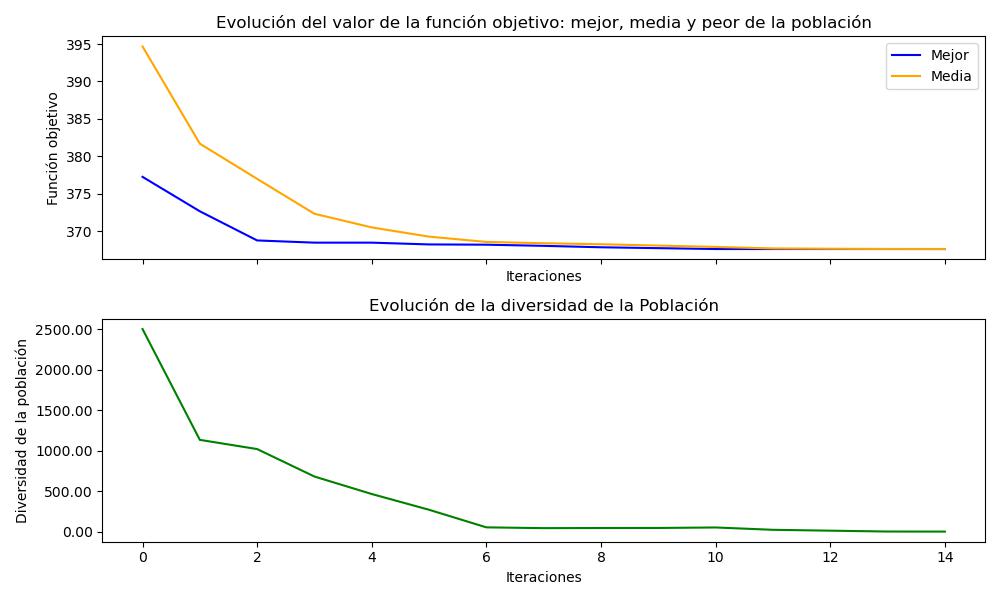 Evolución del valor de la función objetivo: mejor, media y peor de la población
Función objetivo
395
390
385
380
375
370
Mejor
Media
Iteraciones
Evolución de la diversidad de la Población
Diversidad de la población
2500.00
2000.00
1500.00
1000.00
500.00
0.00
0 2 4 6 8 10 12 14
Iteraciones